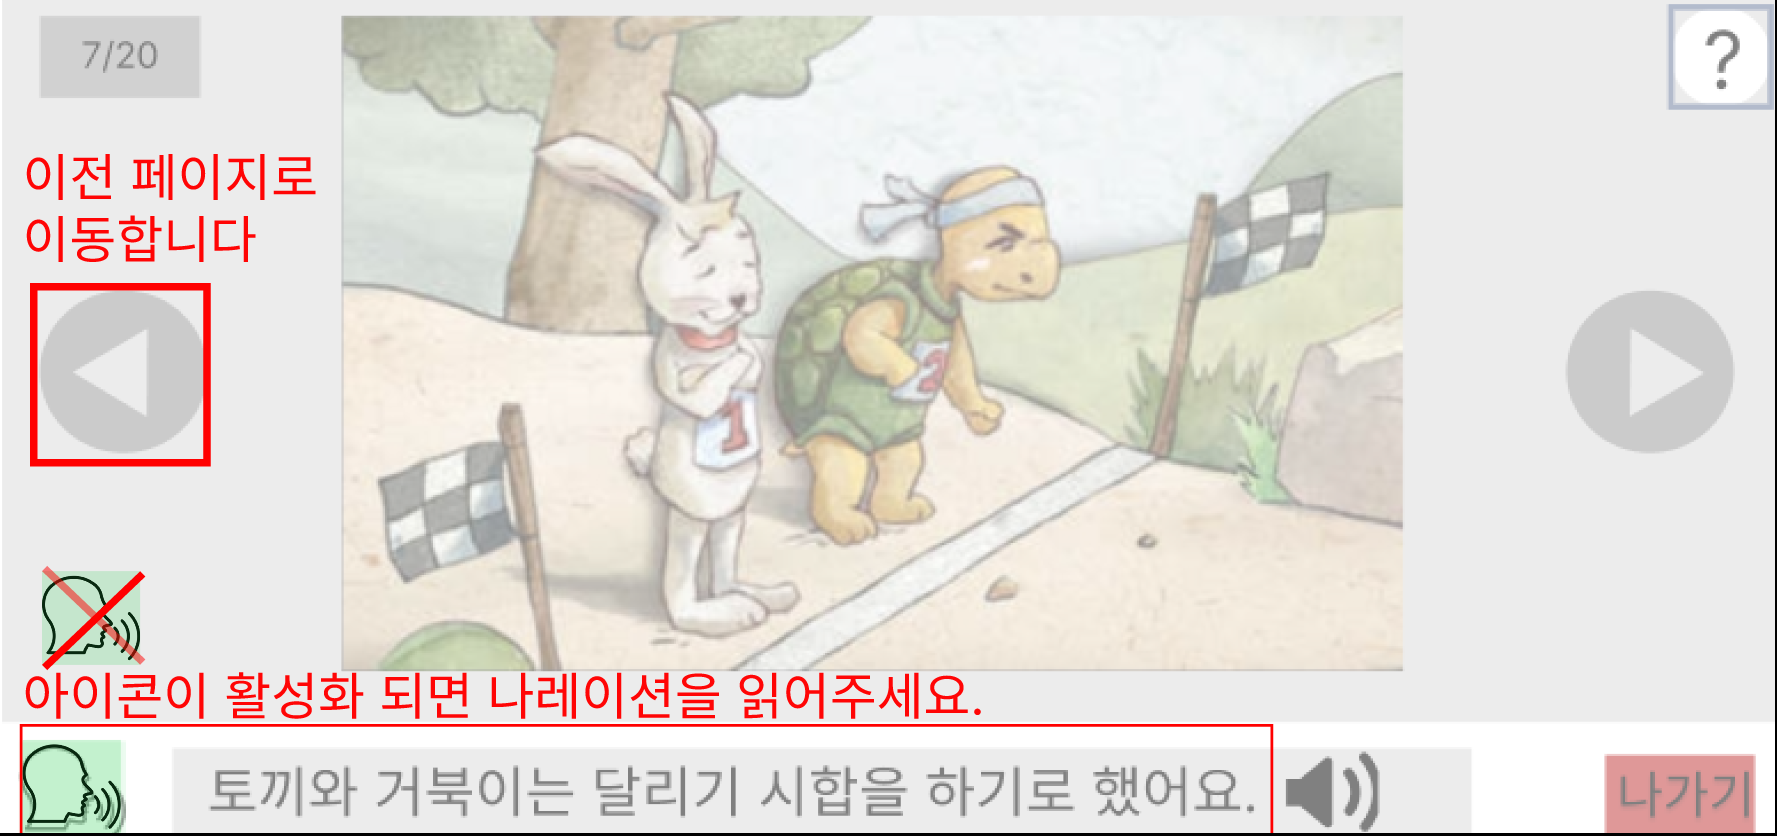 7/20
?
이전 페이지로
이동합니다
1
2
아이콘이 활성화 되면 나레이션을 읽어주세요.
토끼와 거북이는 달리기 시합을 하기로 했어요.
나가기